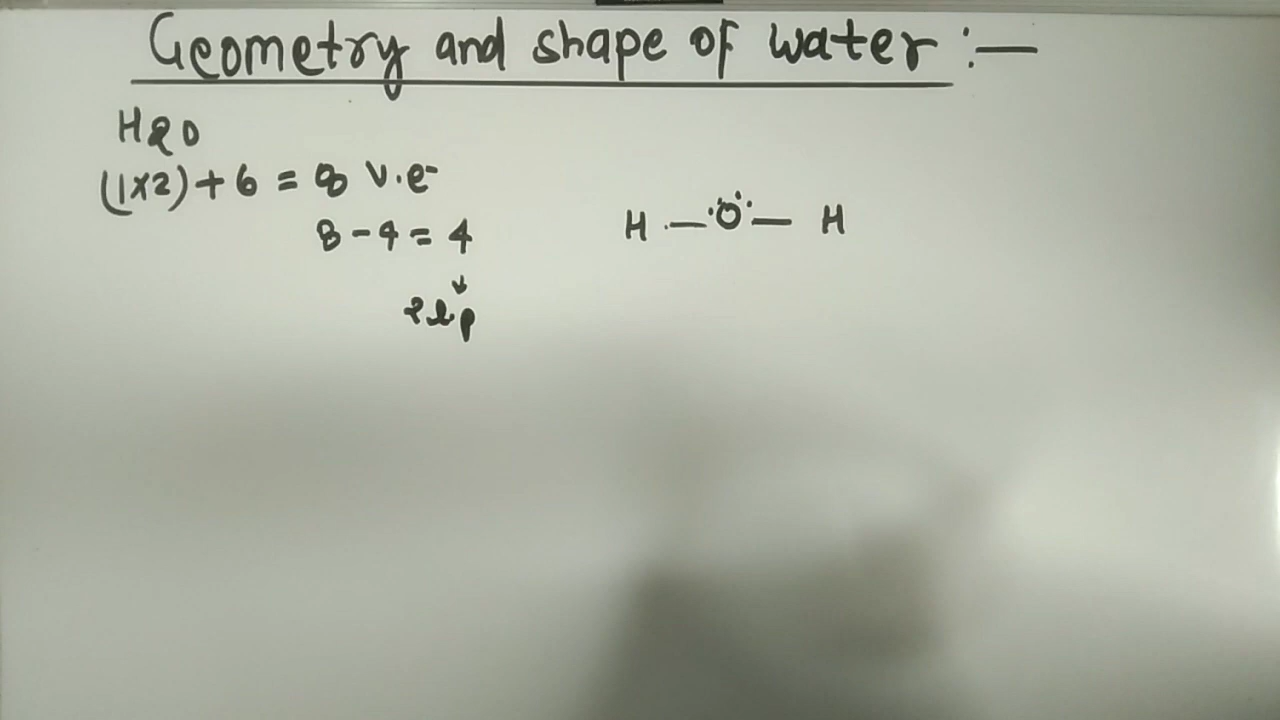 Geometry and shape of water :—
H2O
(1×2)+6 = 8 v.e-
8-4 = 4
↓
2lp
H — Ö — H